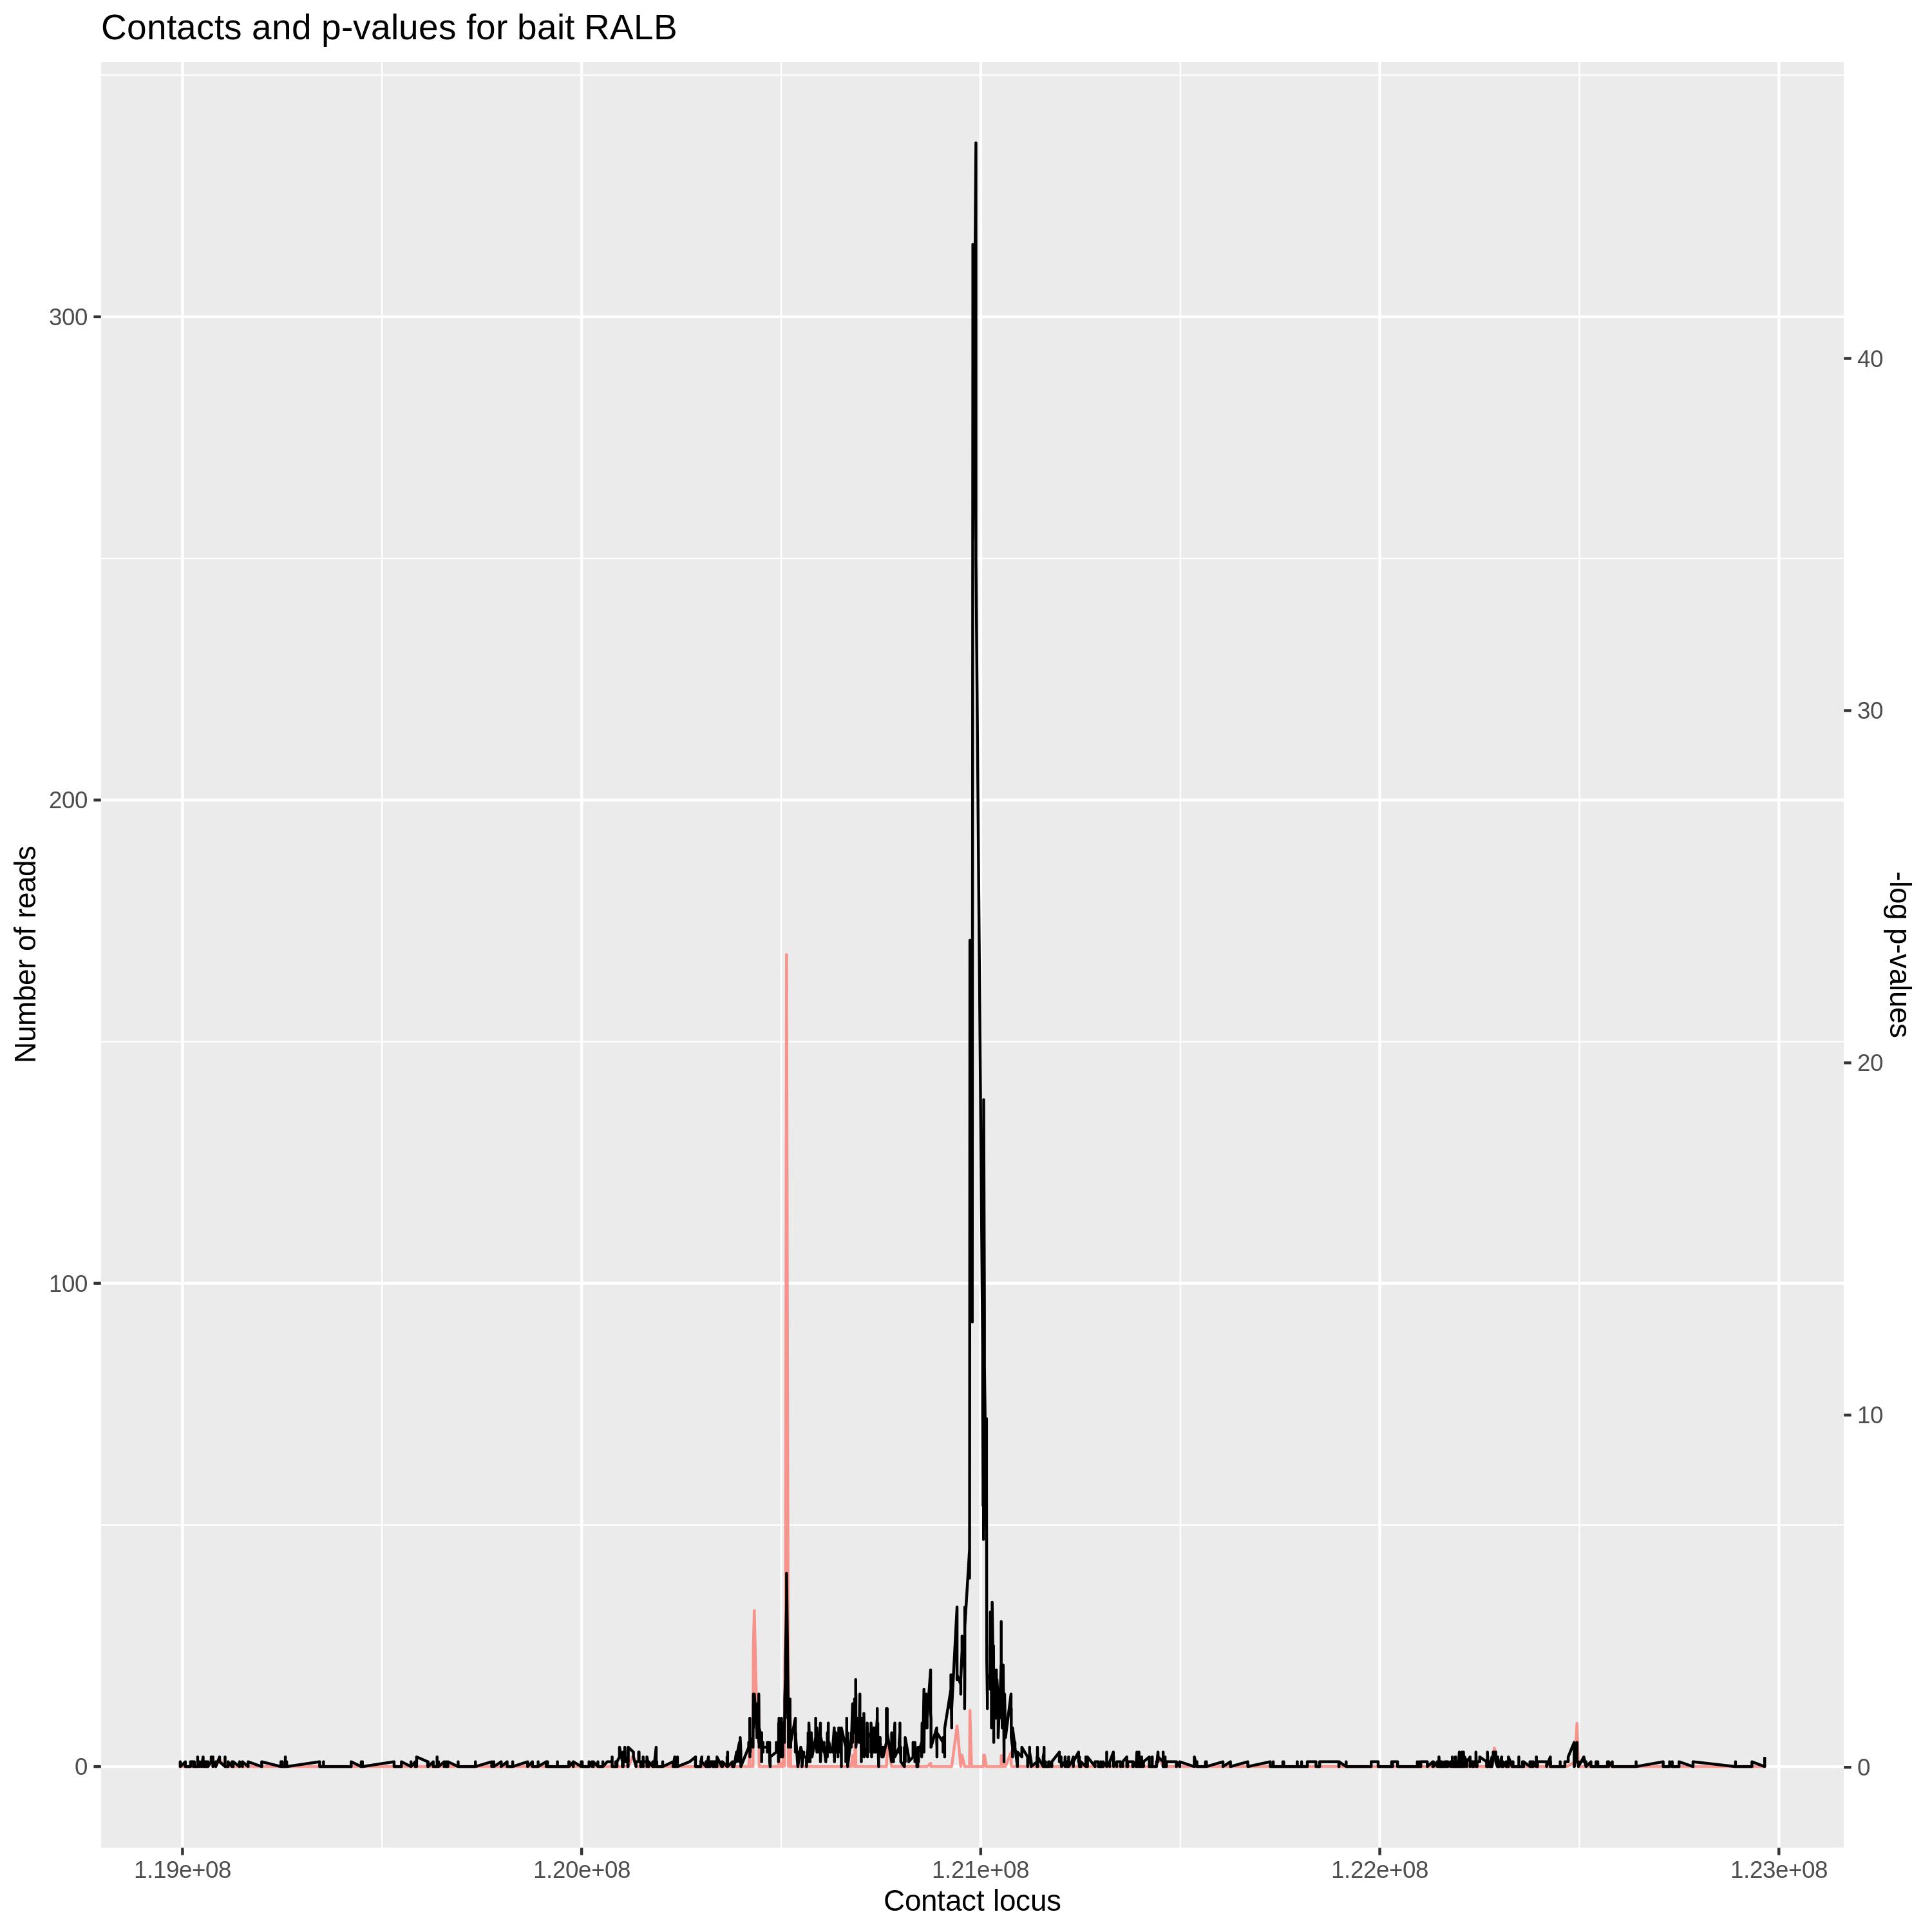 Contacts and p-values for bait RALB
300
200
100
0
Number of reads
40
30
20
10
0
-log p-values
1.19e+08
1.20e+08
1.21e+08
1.22e+08
1.23e+08
Contact locus